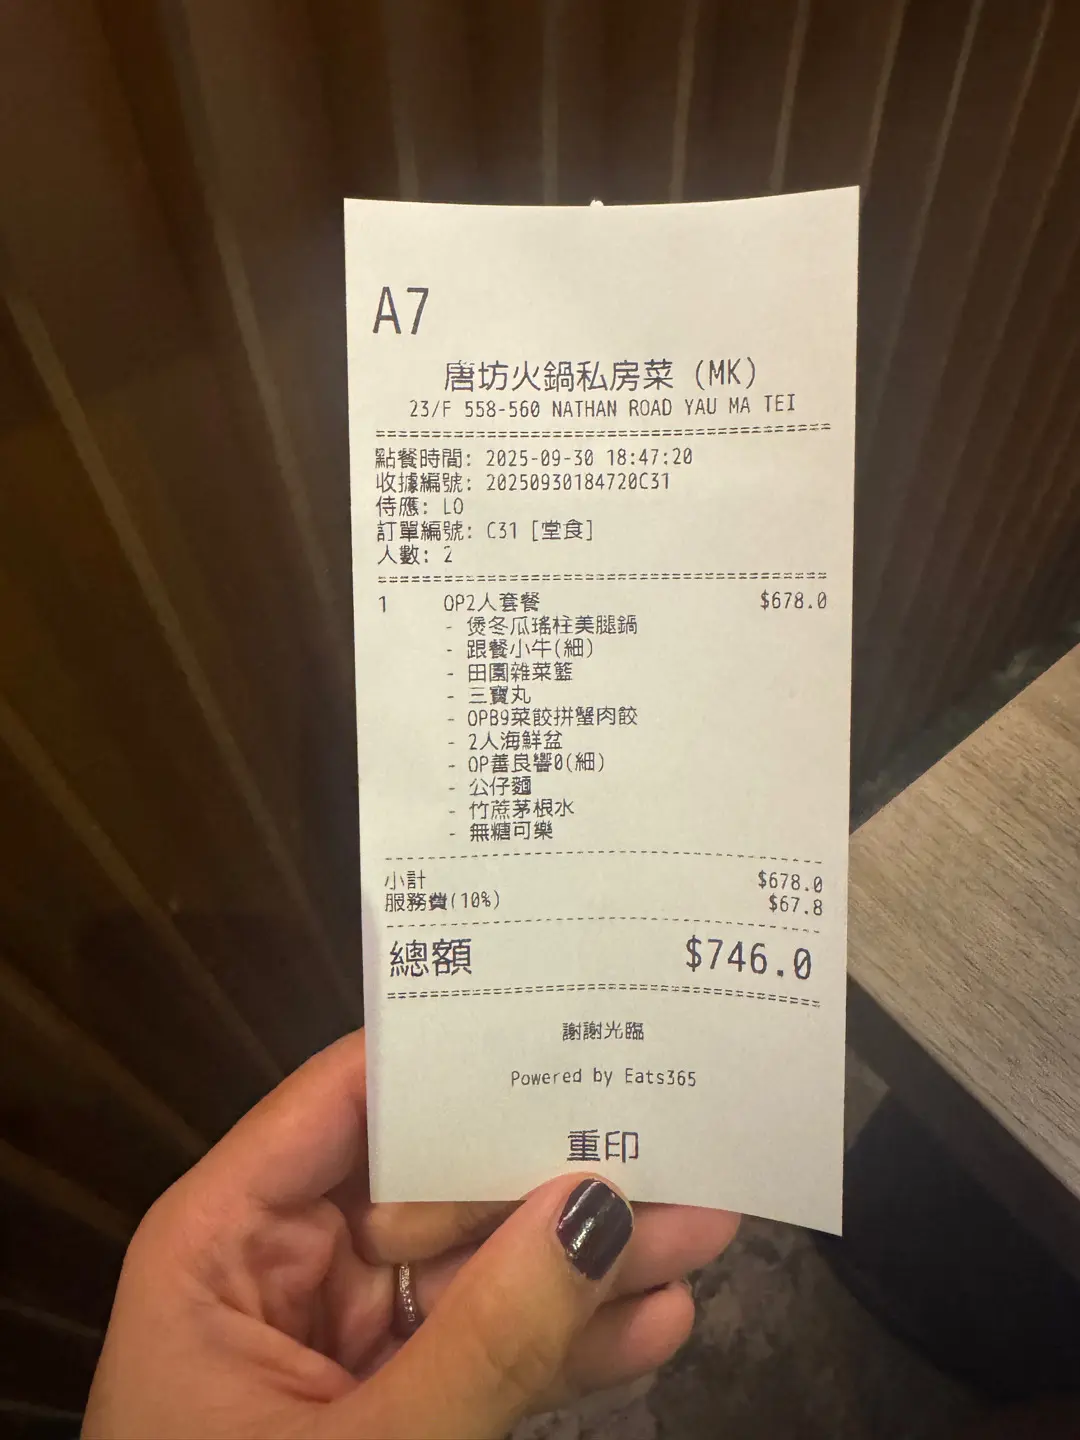 A7
唐坊火鍋私房菜 (MK)
23/F 558-560 NATHAN ROAD YAU MA TEI
點餐時間: 2025-09-30 18:47:20
收據編號: 20250930184720C31
侍應: LO
訂單編號: C31 [堂食]
人數: 2
1 OP2人套餐 $678.0
- 煲冬瓜瑤柱美腿鍋
- 跟餐小牛(細)
- 田園雜菜籃
- 三寶丸
- OPB9菜餃拼蟹肉餃
- 2人海鮮盆
- OP善良響0(細)
- 公仔麵
- 竹蔗茅根水
- 無糖可樂
小計 $678.0
服務費(10%) $67.8
總額 $746.0
謝謝光臨
Powered by Eats365
重印